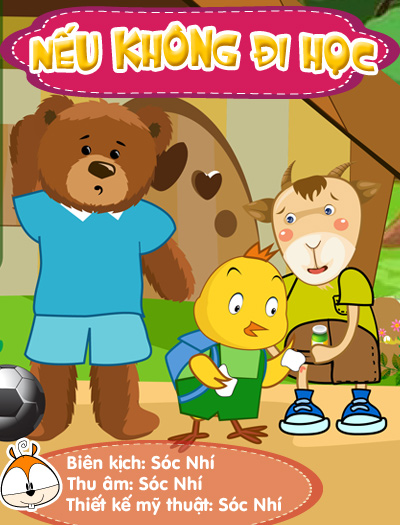 NẾU KHÔNG ĐI HỌC
Biên kịch: Sóc Nhí
Thu âm: Sóc Nhí
Thiết kế mỹ thuật: Sóc Nhí